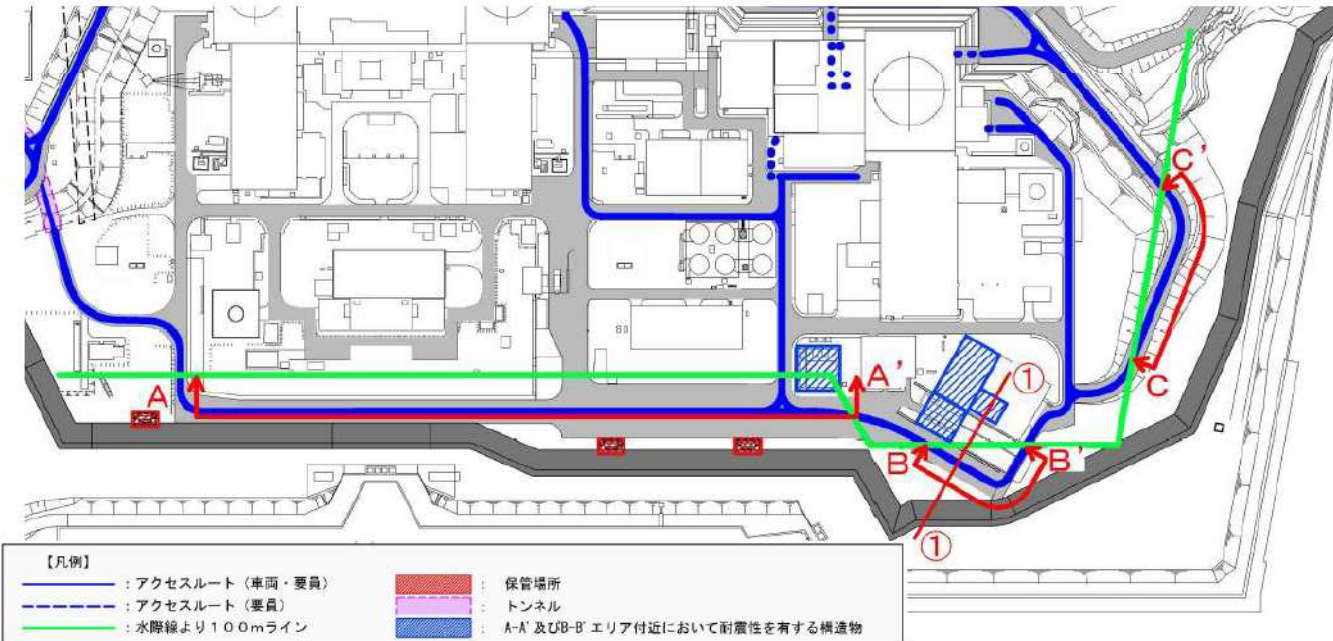 C'
①
A
A'
C
B
B'
①
【凡例】
: アクセスルート（車両・要員）
: アクセスルート（要員）
: 水際線より１００ｍライン
: 保管場所
: トンネル
: A-A' 及びB-B' エリア付近において耐震性を有する構造物